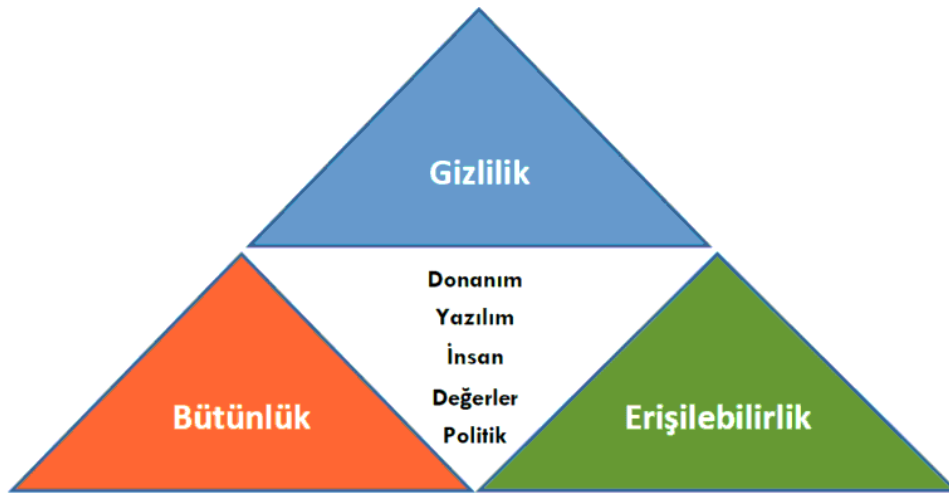 Gizlilik
Donanım
Yazılım
İnsan
Değerler
Politik
Bütünlük
Erişilebilirlik